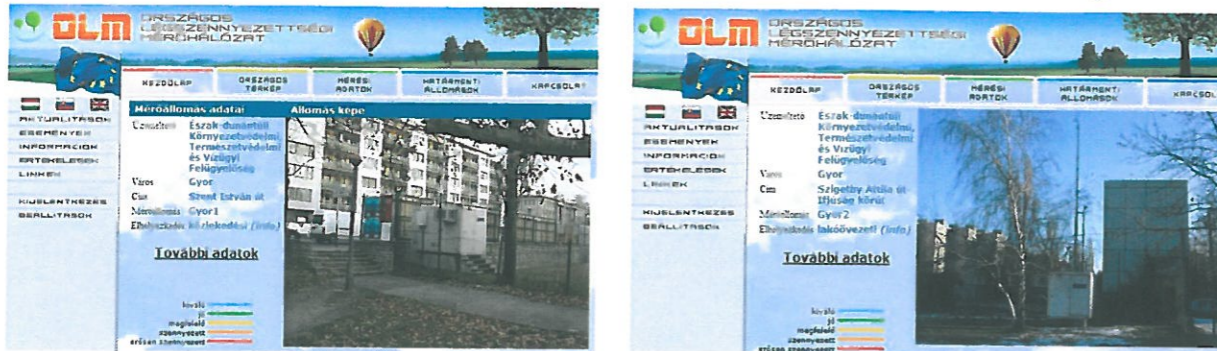 OLM
ORSZÁGOS
LÉGSZENNYEZETTSÉGI
MÉRŐHÁLÓZAT
KEZDŐLAP
ORSZÁGOS
TÉRKÉP
MÉRÉSI
ADATOK
HATÁRMENTI
ÁLLOMÁSOK
KAPCSOLAT
AKTUALITÁSOK
ESEMÉNYEK
INFORMÁCIÓK
ÉRTÉKELÉSEK
LINKEK
KIJELENTKEZÉS
BEÁLLÍTÁSOK
Mérőállomás adatai
Állomás képe
Üzemeltető Észak-dunántúli
Környezetvédelmi,
Természetvédelmi
és Vízügyi
Felügyelőség
Város Gyor
Cím Szent István út
Mérőállomás Gyor1
Elhelyezkedés közlekedési (info)
További adatok
kiváló
jó
megfelelő
szennyezett
erősen szennyezett
OLM
ORSZÁGOS
LÉGSZENNYEZETTSÉGI
MÉRŐHÁLÓZAT
KEZDŐLAP
ORSZÁGOS
TÉRKÉP
MÉRÉSI
ADATOK
HATÁRMENTI
ÁLLOMÁSOK
KAPCSOL
AKTUALITÁSOK
ESEMÉNYEK
INFORMÁCIÓK
ÉRTÉKELÉSEK
LINKEK
KIJELENTKEZÉS
BEÁLLÍTÁSOK
Üzemeltető Észak-dunántúli
Környezetvédelmi,
Természetvédelmi
és Vízügyi
Felügyelőség
Város Gyor
Cím Szigethy Attila út -
Ifjúság körút
Mérőállomás Gyor2
Elhelyezkedés lakóövezeti (info)
További adatok
kiváló
jó
megfelelő
szennyezett
erősen szennyezett